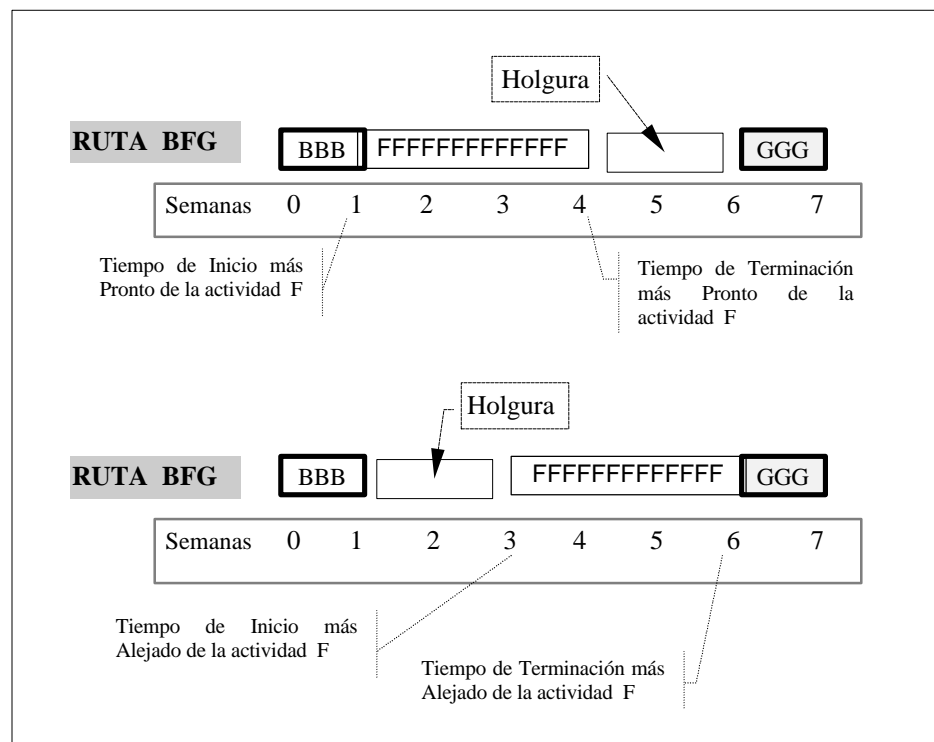 Holgura
RUTA BFG
BBB
FFFFFFFFFFFFF
GGG
Semanas 0 1 2 3 4 5 6 7
Tiempo de Inicio más
Pronto de la actividad F
Tiempo de Terminación
más Pronto de la
actividad F
Holgura
RUTA BFG
BBB
FFFFFFFFFFFFF
GGG
Semanas 0 1 2 3 4 5 6 7
Tiempo de Inicio más
Alejado de la actividad F
Tiempo de Terminación más
Alejado de la actividad F